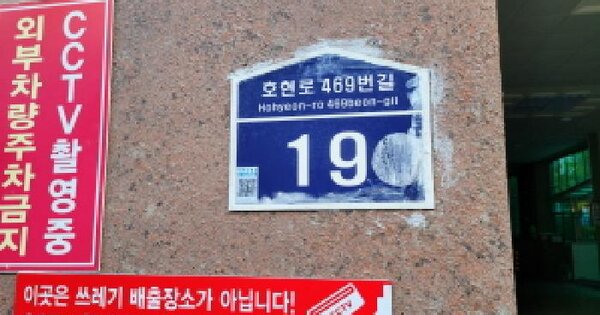 CCTV촬영중
외부차량주차금지
호현로 469번길
Hohyeon-ro 469beon-gil
19
이곳은 쓰레기 배출장소가 아닙니다!